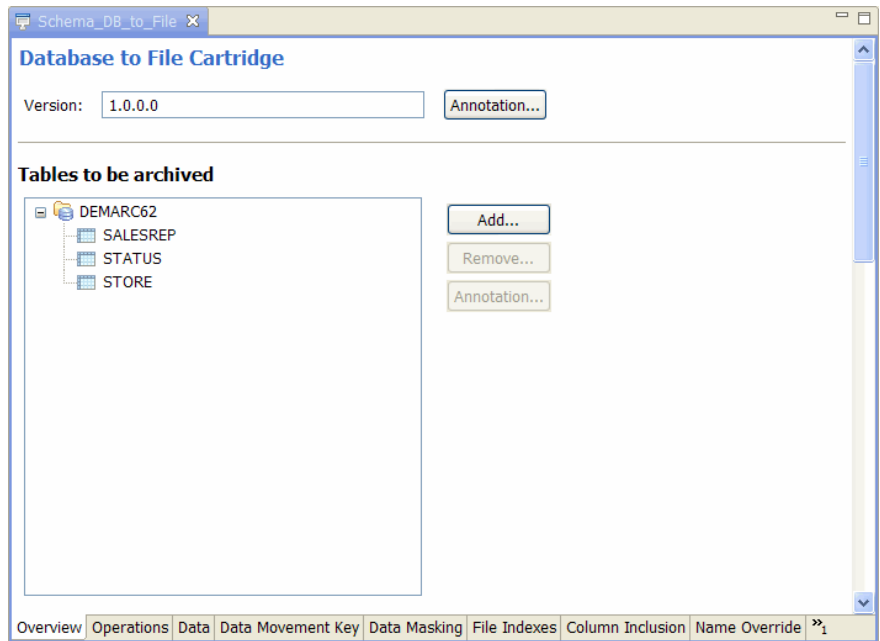 Schema_DB_to_File
Database to File Cartridge
Version: 1.0.0.0 Annotation...
Tables to be archived
DEMARC62
SALESREP
STATUS
STORE
Add...
Remove...
Annotation...
Overview Operations Data Data Movement Key Data Masking File Indexes Column Inclusion Name Override »1